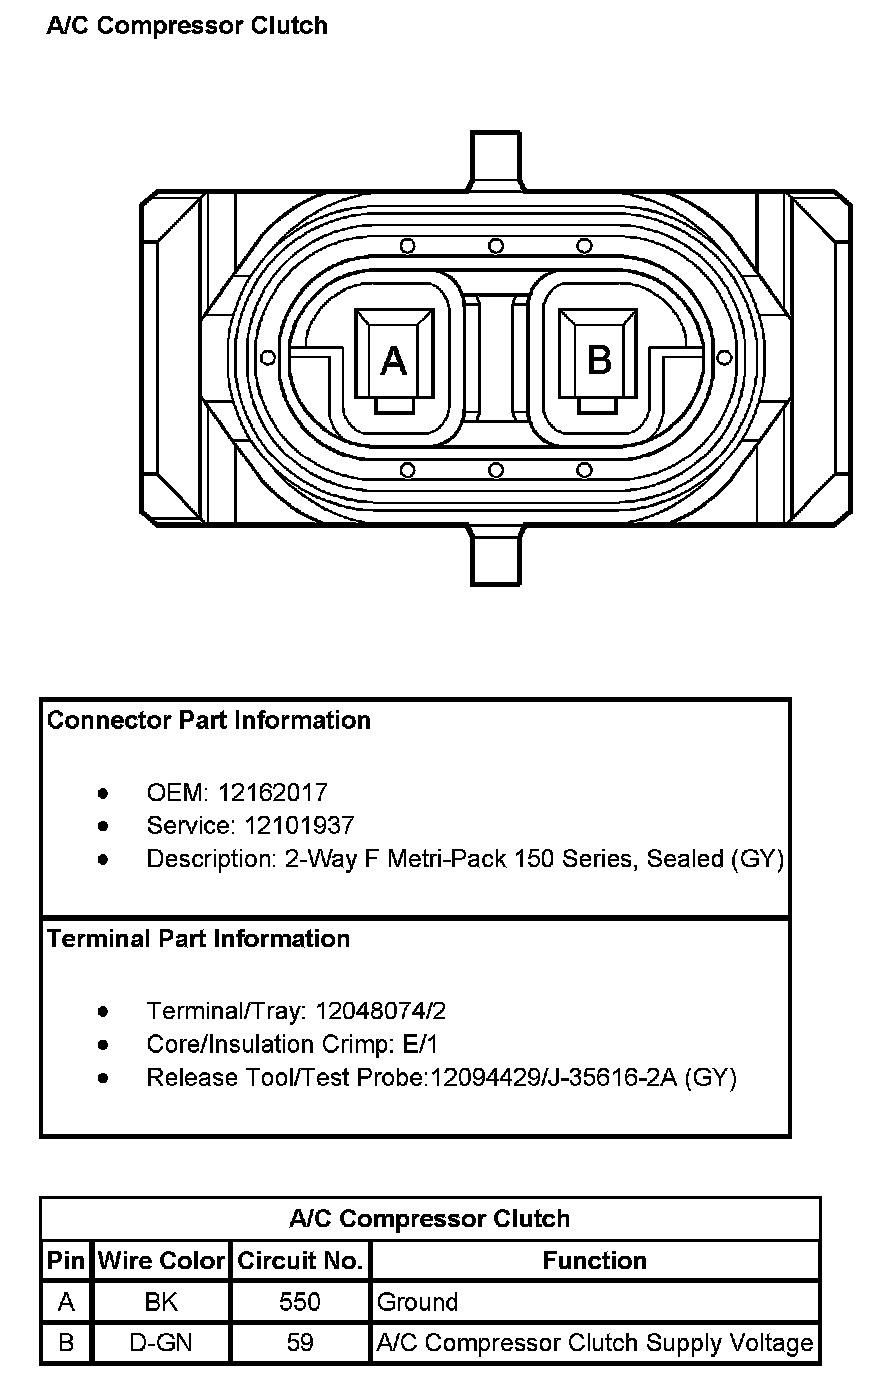 A/C Compressor Clutch
A B
Connector Part Information
• OEM: 12162017
• Service: 12101937
• Description: 2-Way F Metri-Pack 150 Series, Sealed (GY)
Terminal Part Information
• Terminal/Tray: 12048074/2
• Core/Insulation Crimp: E/1
• Release Tool/Test Probe:12094429/J-35616-2A (GY)
A/C Compressor Clutch
Pin Wire Color Circuit No. Function
A BK 550 Ground
B D-GN 59 A/C Compressor Clutch Supply Voltage